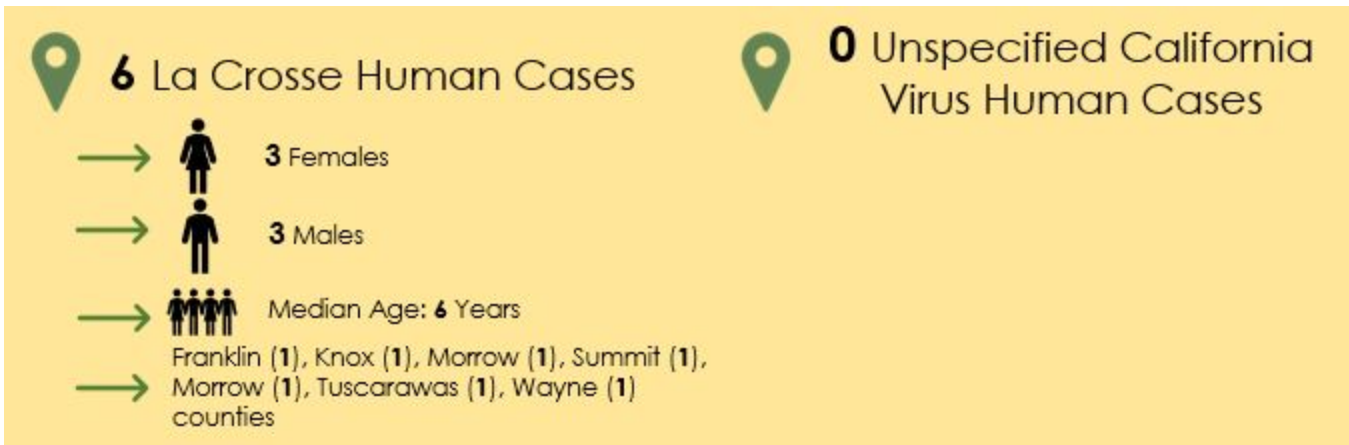 6 La Crosse Human Cases
3 Females
3 Males
Median Age: 6 Years
Franklin (1), Knox (1), Morrow (1), Summit (1),
Morrow (1), Tuscarawas (1), Wayne (1)
counties
0 Unspecified California
Virus Human Cases